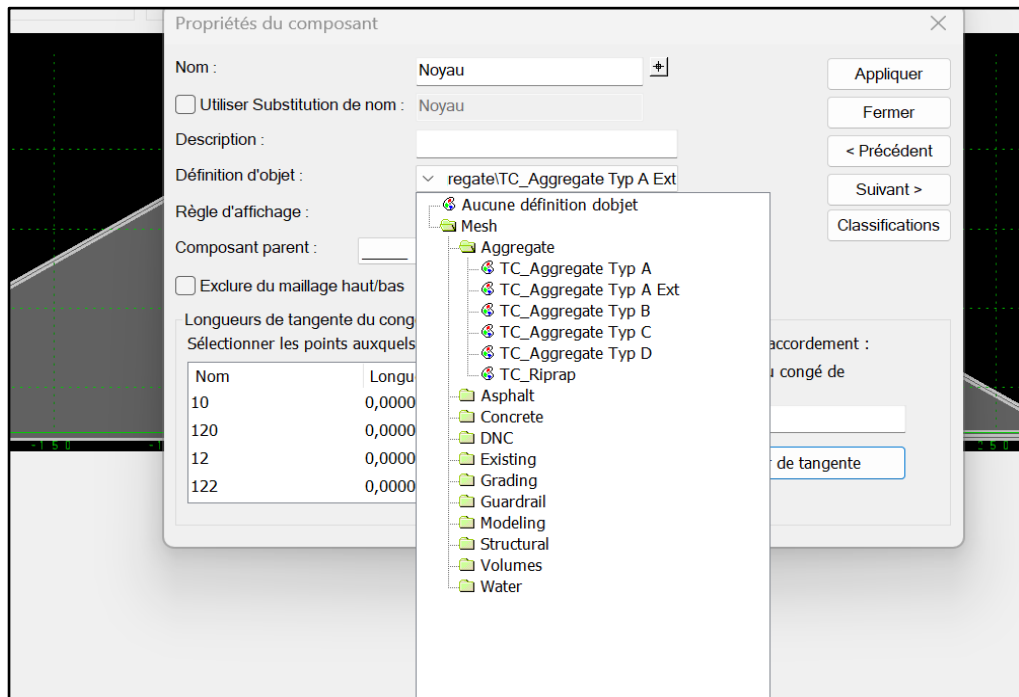 Propriétés du composant
Nom :
Noyau
Appliquer
Utiliser Substitution de nom :
Noyau
Fermer
Description :
< Précédent
Définition d'objet :
regate\TC_Aggregate Typ A Ext
Suivant >
Règle d'affichage :
Classifications
Composant parent :
Exclure du maillage haut/bas
Aucune définition dobjet
Mesh
Aggregate
TC_Aggregate Typ A
TC_Aggregate Typ A Ext
TC_Aggregate Typ B
TC_Aggregate Typ C
TC_Aggregate Typ D
TC_Riprap
Asphalt
Concrete
DNC
Existing
Grading
Guardrail
Modeling
Structural
Volumes
Water
Longueurs de tangente du cong
Sélectionner les points auxquels
accordement :
u congé de
Nom Longu
10 0,0000
120 0,0000
12 0,0000
122 0,0000
de tangente
-150
250